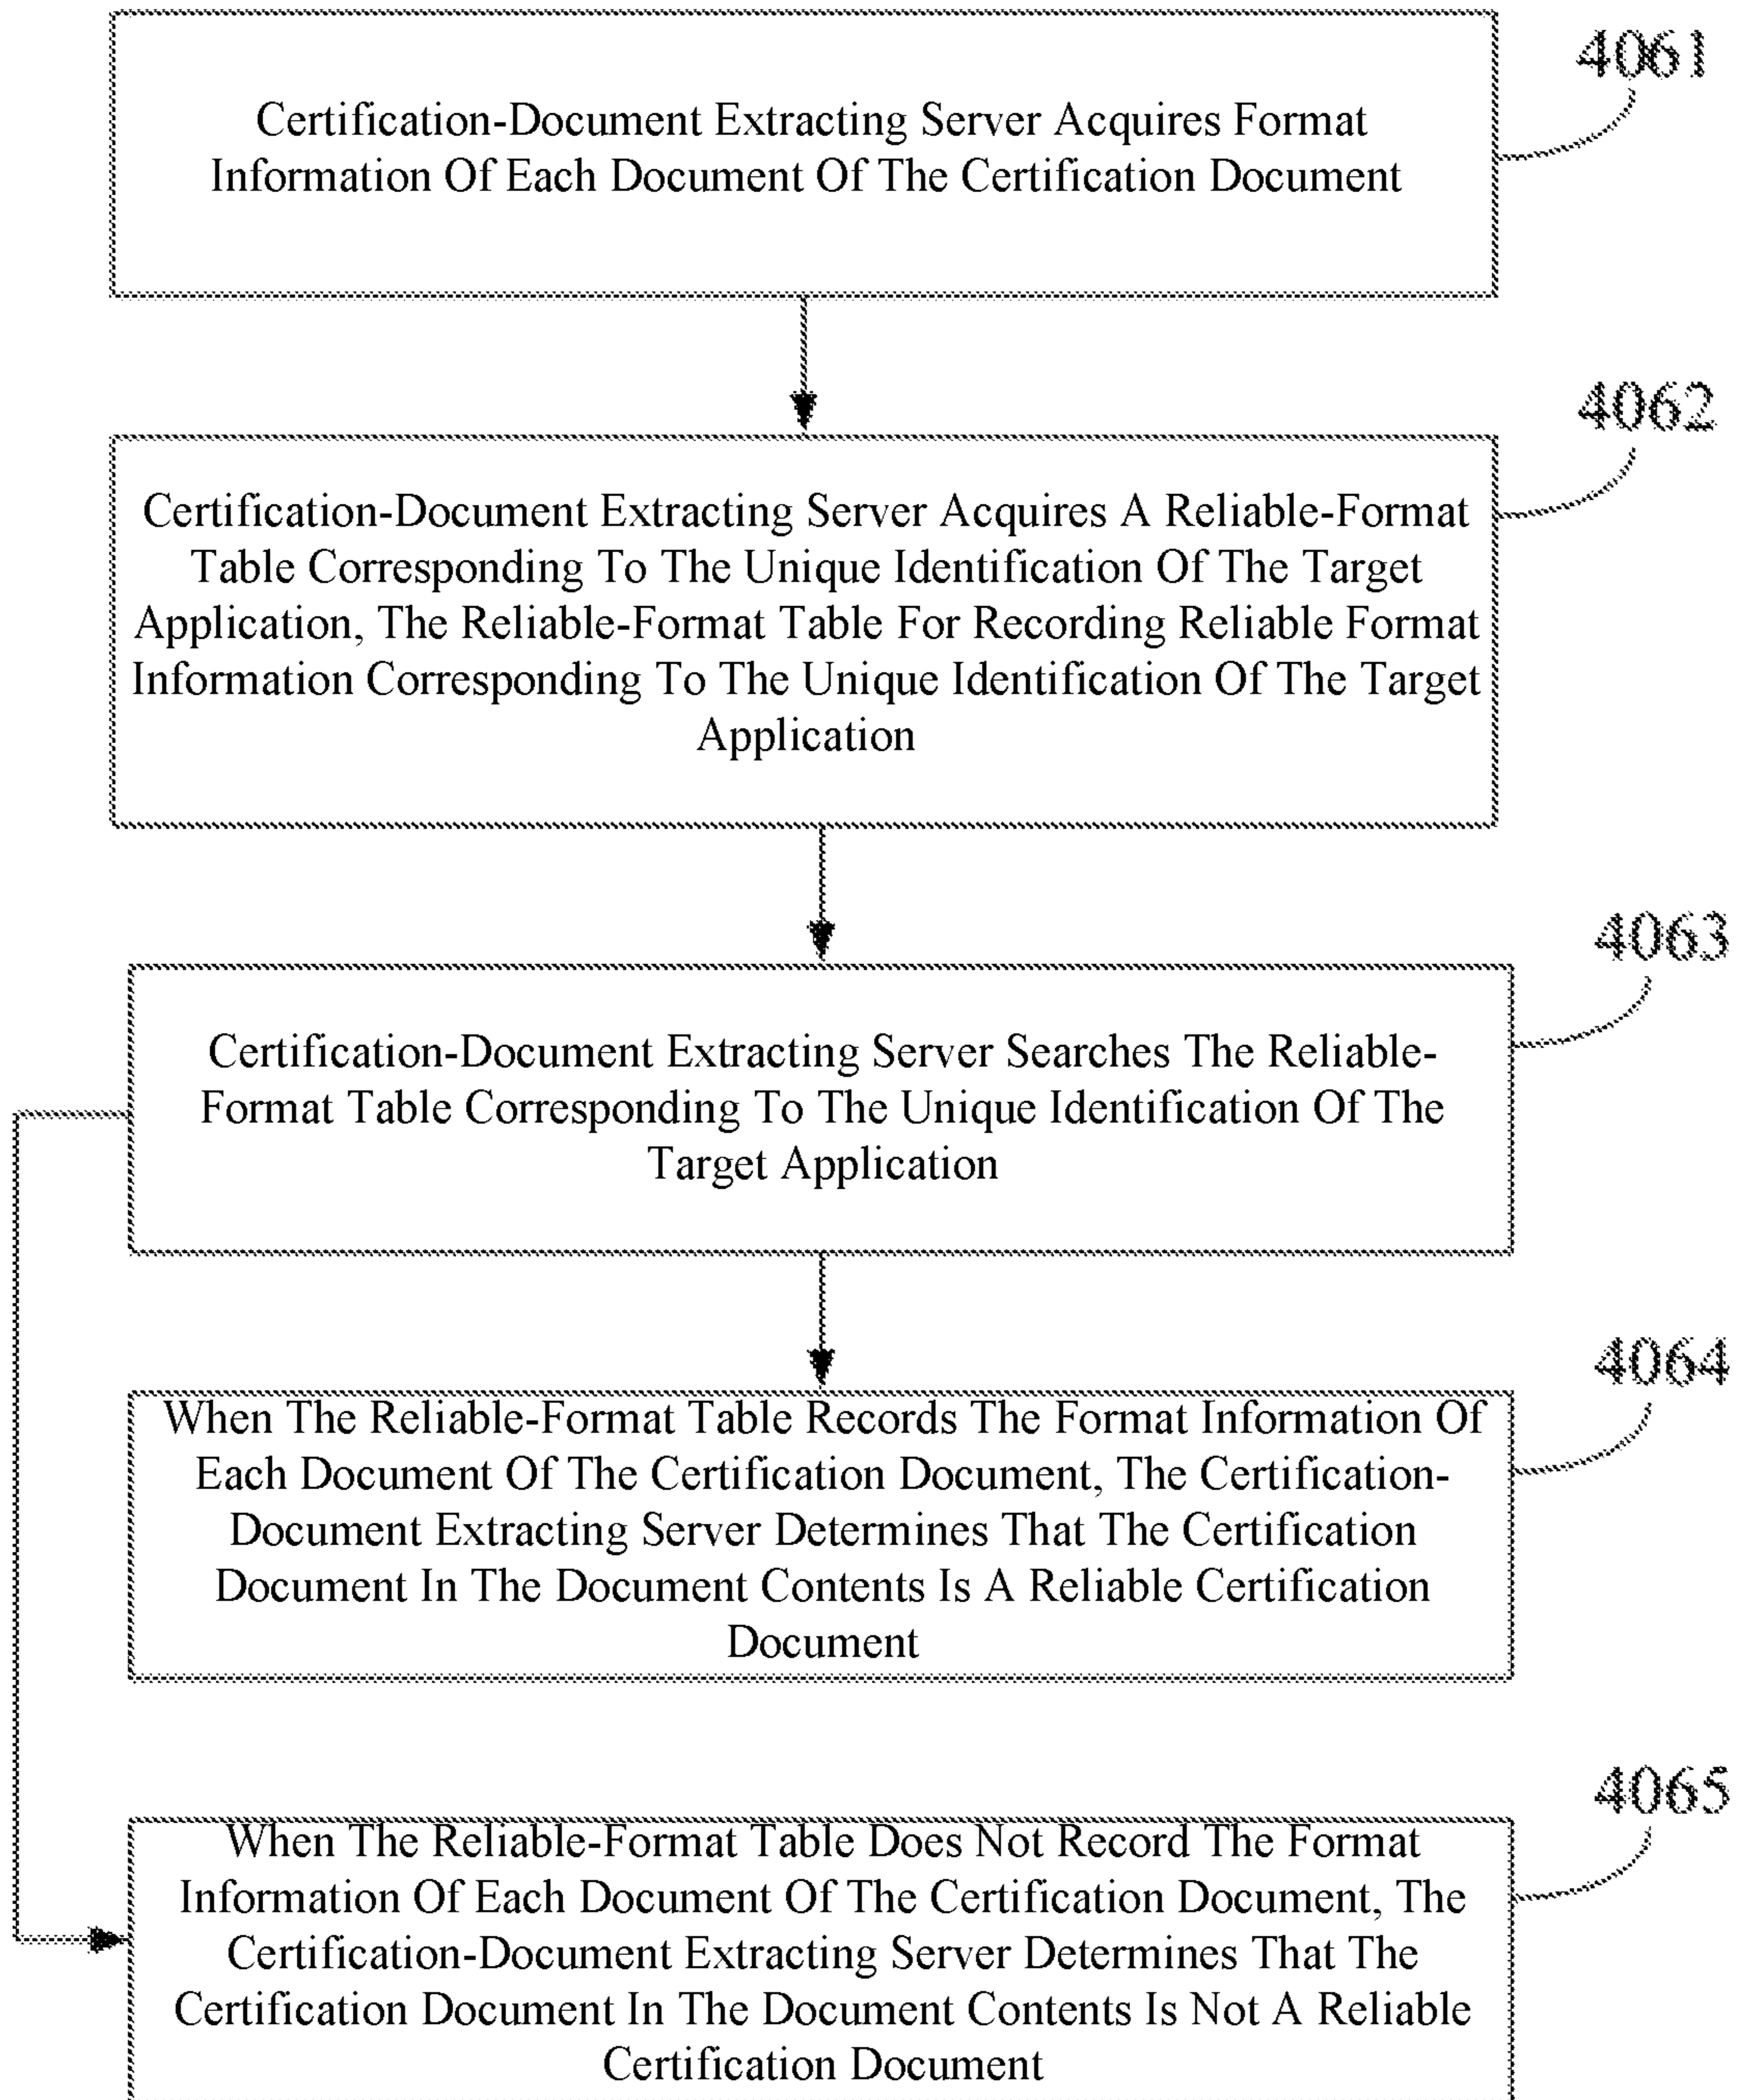 4061
Certification-Document Extracting Server Acquires Format
Information Of Each Document Of The Certification Document
4062
Certification-Document Extracting Server Acquires A Reliable-Format
Table Corresponding To The Unique Identification Of The Target
Application, The Reliable-Format Table For Recording Reliable Format
Information Corresponding To The Unique Identification Of The Target
Application
4063
Certification-Document Extracting Server Searches The Reliable-
Format Table Corresponding To The Unique Identification Of The
Target Application
4064
When The Reliable-Format Table Records The Format Information Of
Each Document Of The Certification Document, The Certification-
Document Extracting Server Determines That The Certification
Document In The Document Contents Is A Reliable Certification
Document
4065
When The Reliable-Format Table Does Not Record The Format
Information Of Each Document Of The Certification Document, The
Certification-Document Extracting Server Determines That The
Certification Document In The Document Contents Is Not A Reliable
Certification Document